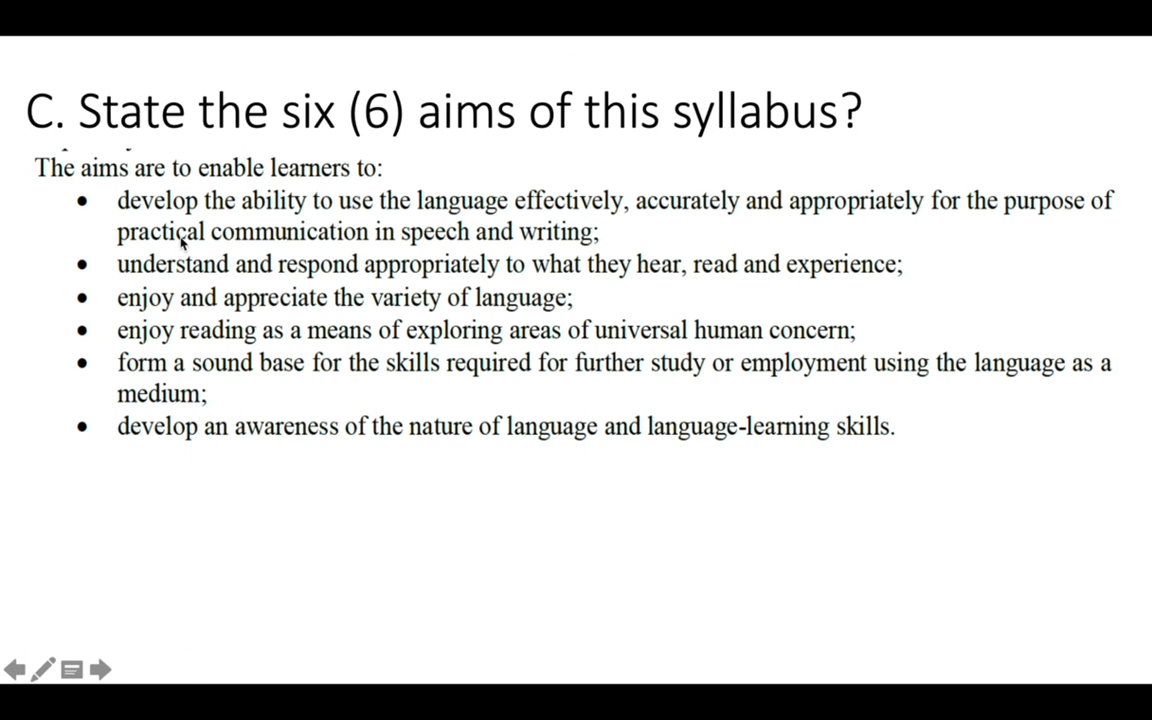 C. State the six (6) aims of this syllabus?
The aims are to enable learners to:
• develop the ability to use the language effectively, accurately and appropriately for the purpose of
practical communication in speech and writing;
• understand and respond appropriately to what they hear, read and experience;
• enjoy and appreciate the variety of language;
• enjoy reading as a means of exploring areas of universal human concern;
• form a sound base for the skills required for further study or employment using the language as a
medium;
• develop an awareness of the nature of language and language-learning skills.